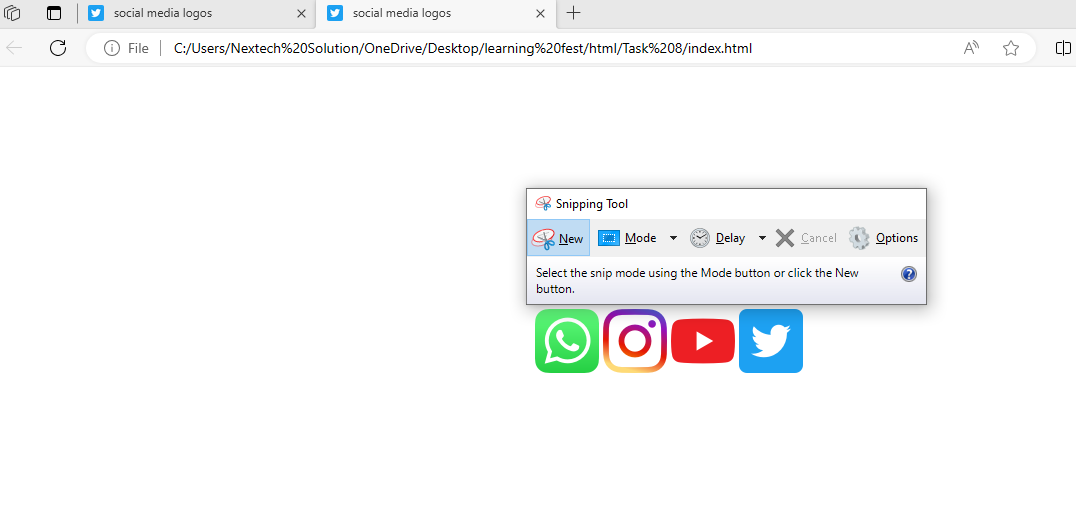 social media logos
social media logos
File
C:/Users/Nextech%20Solution/OneDrive/Desktop/learning%20fest/html/Task%208/index.html
Snipping Tool
New Mode Delay Cancel Options
Select the snip mode using the Mode button or click the New
button.